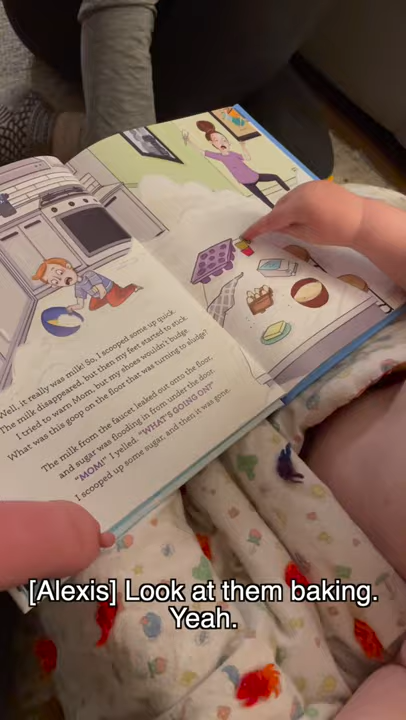 Well, it really was milk! So, I scooped some up quick.
The milk disappeared, but then my feet started to stick.
I tried to warn Mom, but my shoes wouldn't budge.
What was this goop on the floor that was turning to sludge?
The milk from the faucet leaked out onto the floor,
and sugar was flooding in from under the door.
"MOM!" I yelled. "WHAT'S GOING ON?"
I scooped up some sugar, and then it was gone.
[Alexis] Look at them baking.
Yeah.